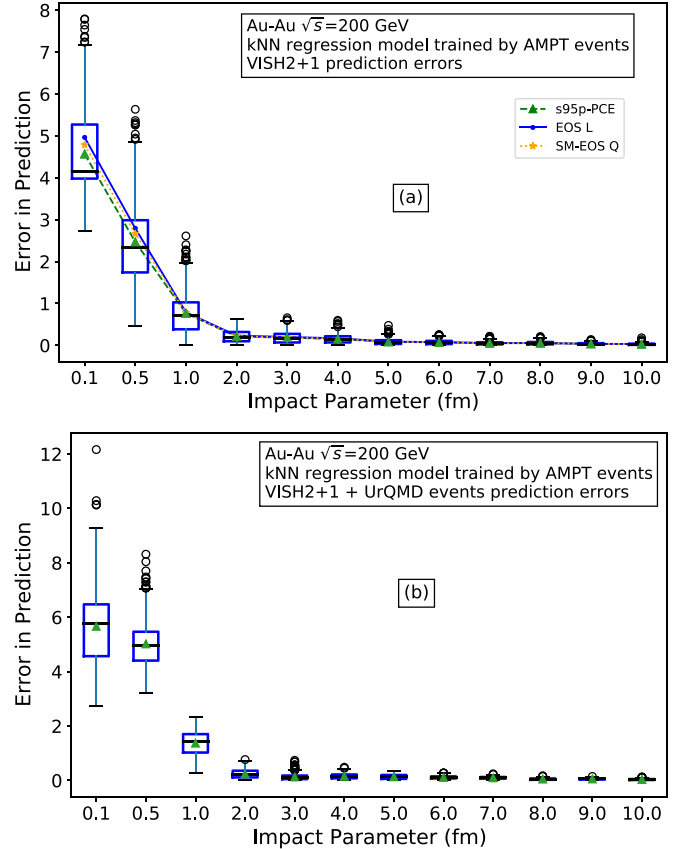 Au-Au √s=200 GeV
kNN regression model trained by AMPT events
VISH2+1 prediction errors
s95p-PCE
EOS L
SM-EOS Q
(a)
Error in Prediction
8
7
6
5
4
3
2
1
0
0.1 0.5 1.0 2.0 3.0 4.0 5.0 6.0 7.0 8.0 9.0 10.0
Impact Parameter (fm)
Au-Au √s=200 GeV
kNN regression model trained by AMPT events
VISH2+1 + UrQMD events prediction errors
(b)
Error in Prediction
12
10
8
6
4
2
0
0.1 0.5 1.0 2.0 3.0 4.0 5.0 6.0 7.0 8.0 9.0 10.0
Impact Parameter (fm)